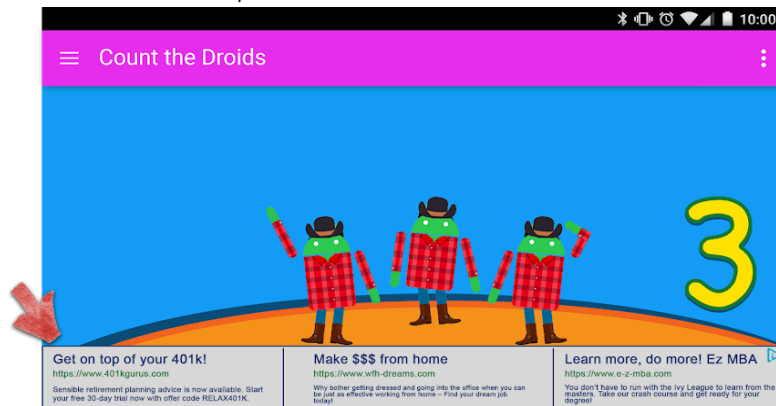 10:00
Count the Droids
3
Get on top of your 401k!
https://www.401kgurus.com
Sensible retirement planning advice is now available. Start
your free 30-day trial now with offer code RELAX401K.
Make $$$ from home
https://www.wfh-dreams.com
Why bother getting dressed and going into the office when you can
be just as effective working from home – Find your dream job
today!
Learn more, do more! Ez MBA
https://www.e-z-mba.com
You don't have to run with the Ivy League to learn from the
masters. Take our crash course and get ready for your
degree!